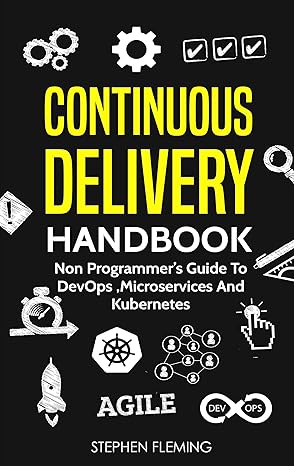 CONTINUOUS
DELIVERY
HANDBOOK
Non Programmer's Guide To
DevOps ,Microservices And
Kubernetes
AGILE
DEV OPS
STEPHEN FLEMING